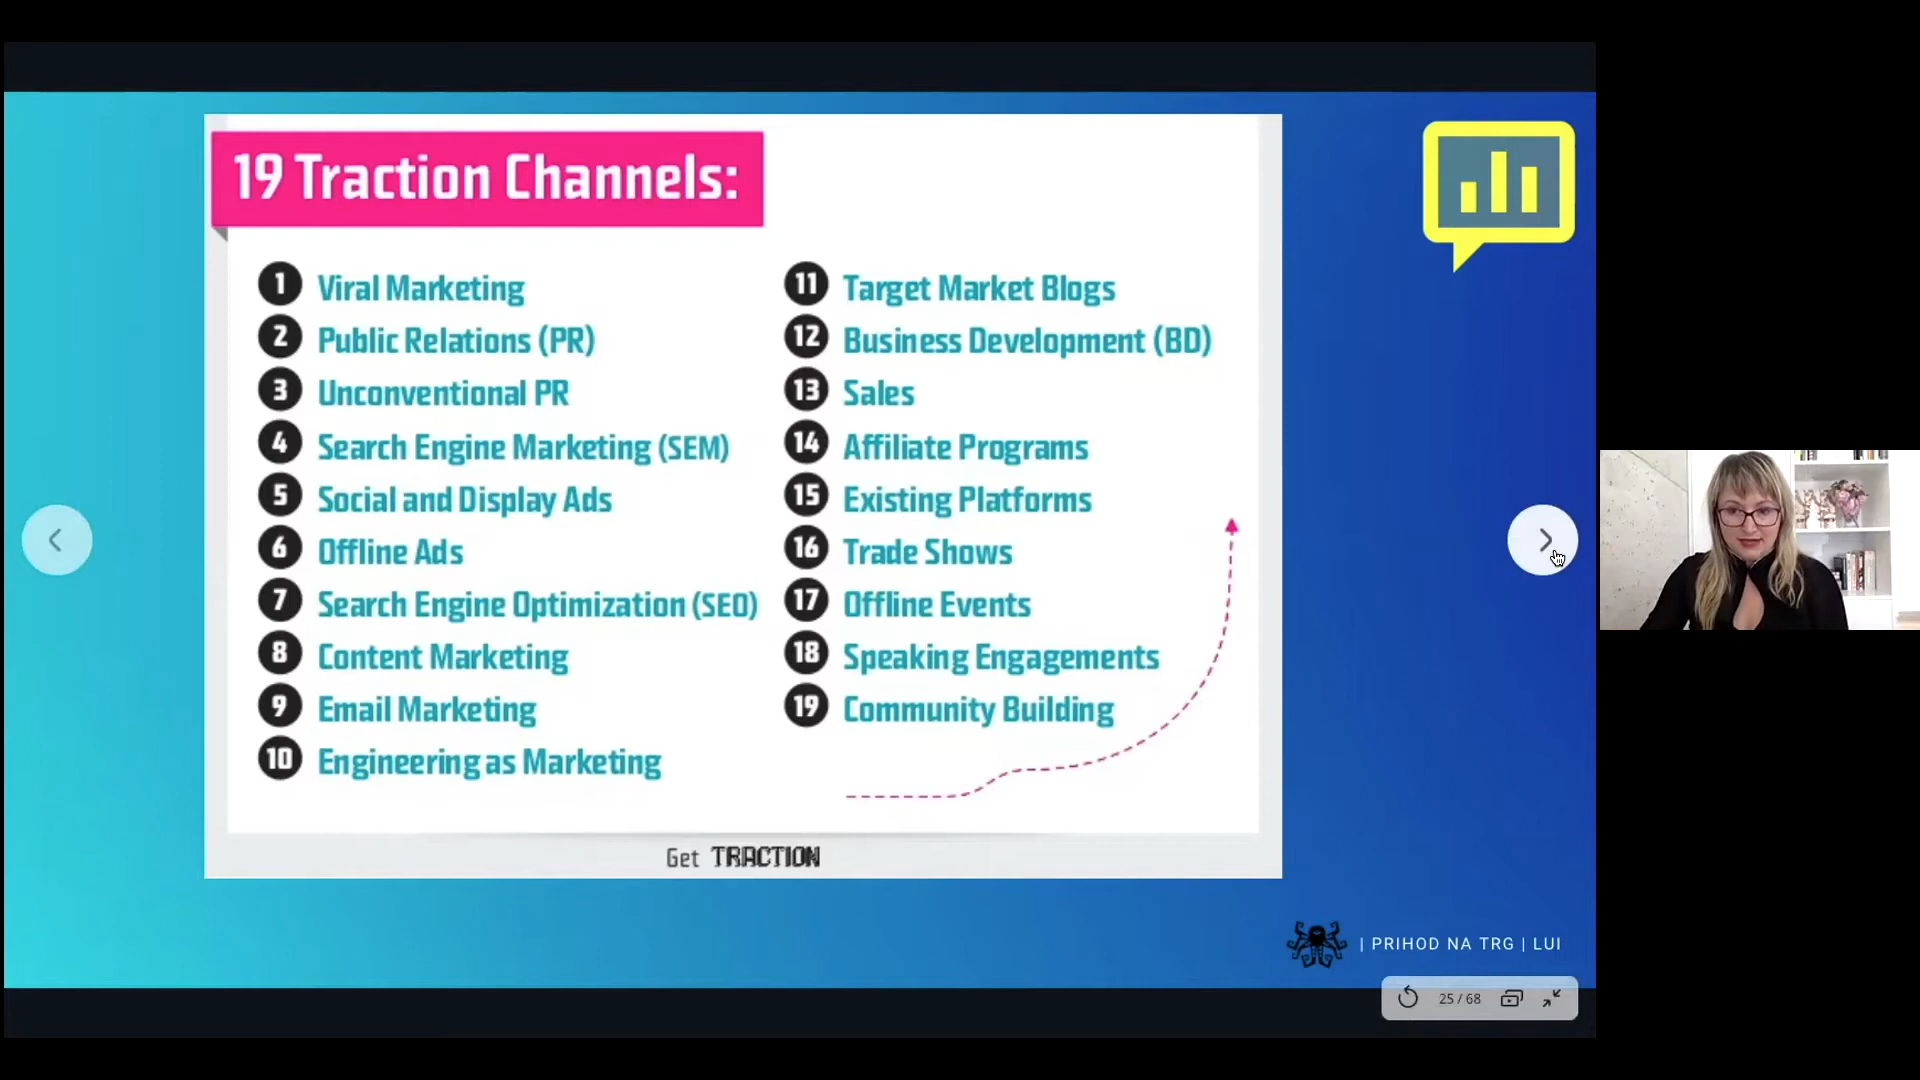 19 Traction Channels:
1 Viral Marketing
2 Public Relations (PR)
3 Unconventional PR
4 Search Engine Marketing (SEM)
5 Social and Display Ads
6 Offline Ads
7 Search Engine Optimization (SEO)
8 Content Marketing
9 Email Marketing
10 Engineering as Marketing
11 Target Market Blogs
12 Business Development (BD)
13 Sales
14 Affiliate Programs
15 Existing Platforms
16 Trade Shows
17 Offline Events
18 Speaking Engagements
19 Community Building
Get TRACTION
| PRIHOD NA TRG | LUI
25 / 68